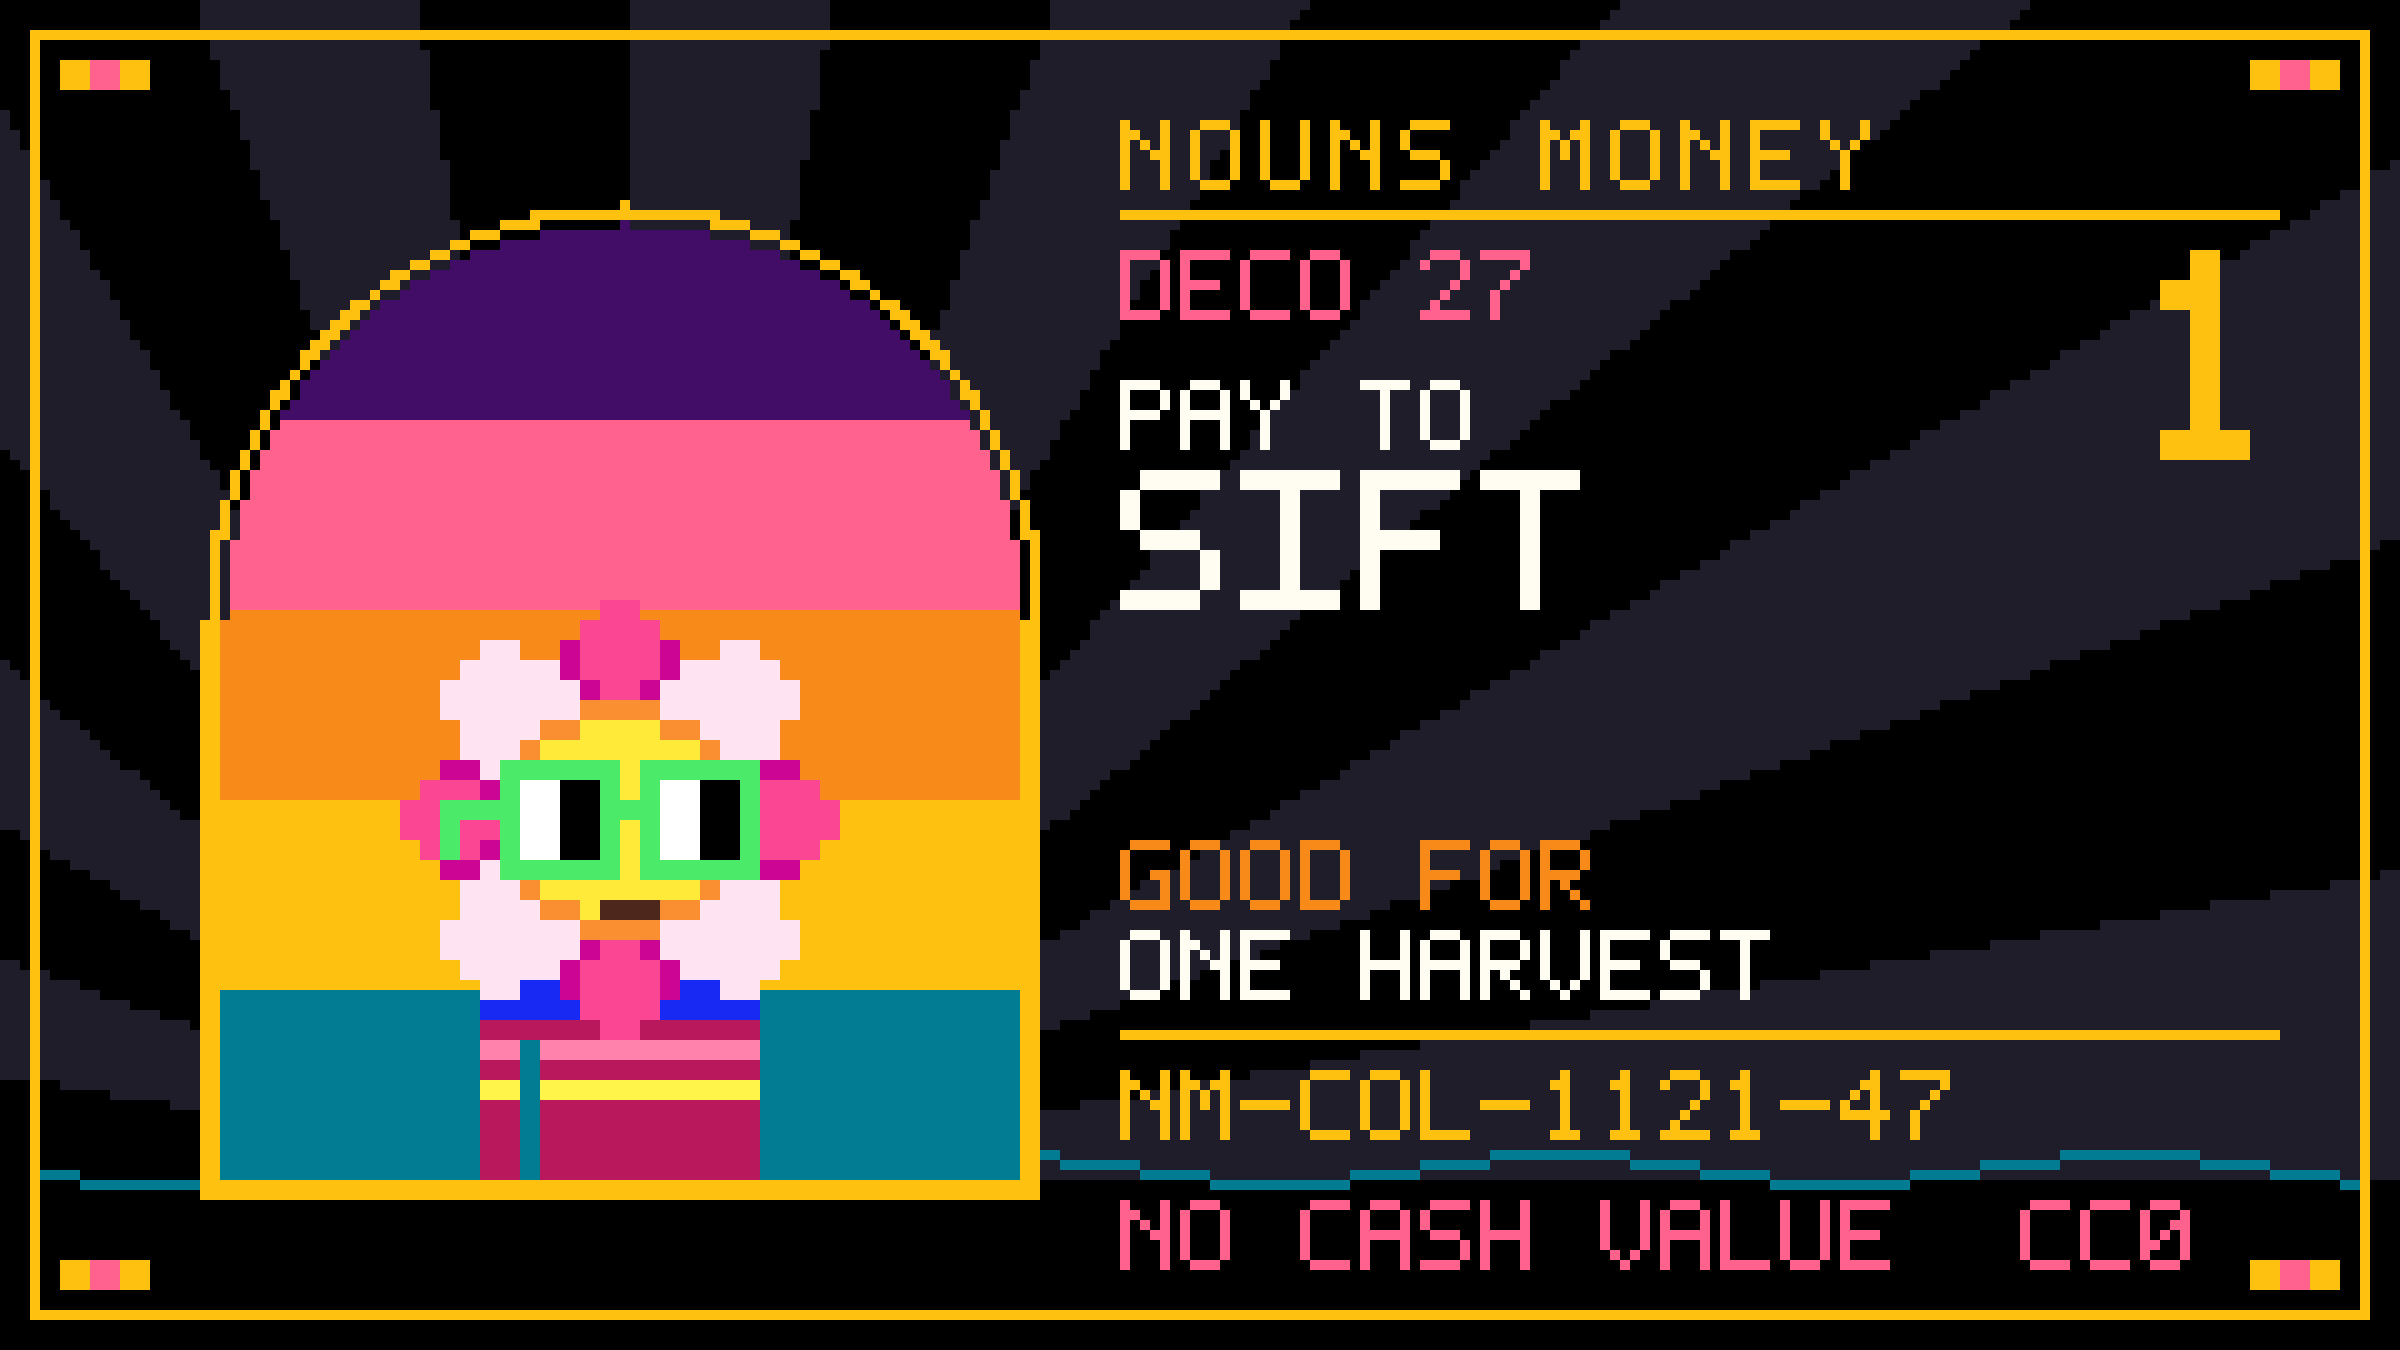 NOUNS MONEY
DECO 27
1
PAY TO
SIFT
GOOD FOR
ONE HARVEST
NM-COL-1121-47
NO CASH VALUE CC0